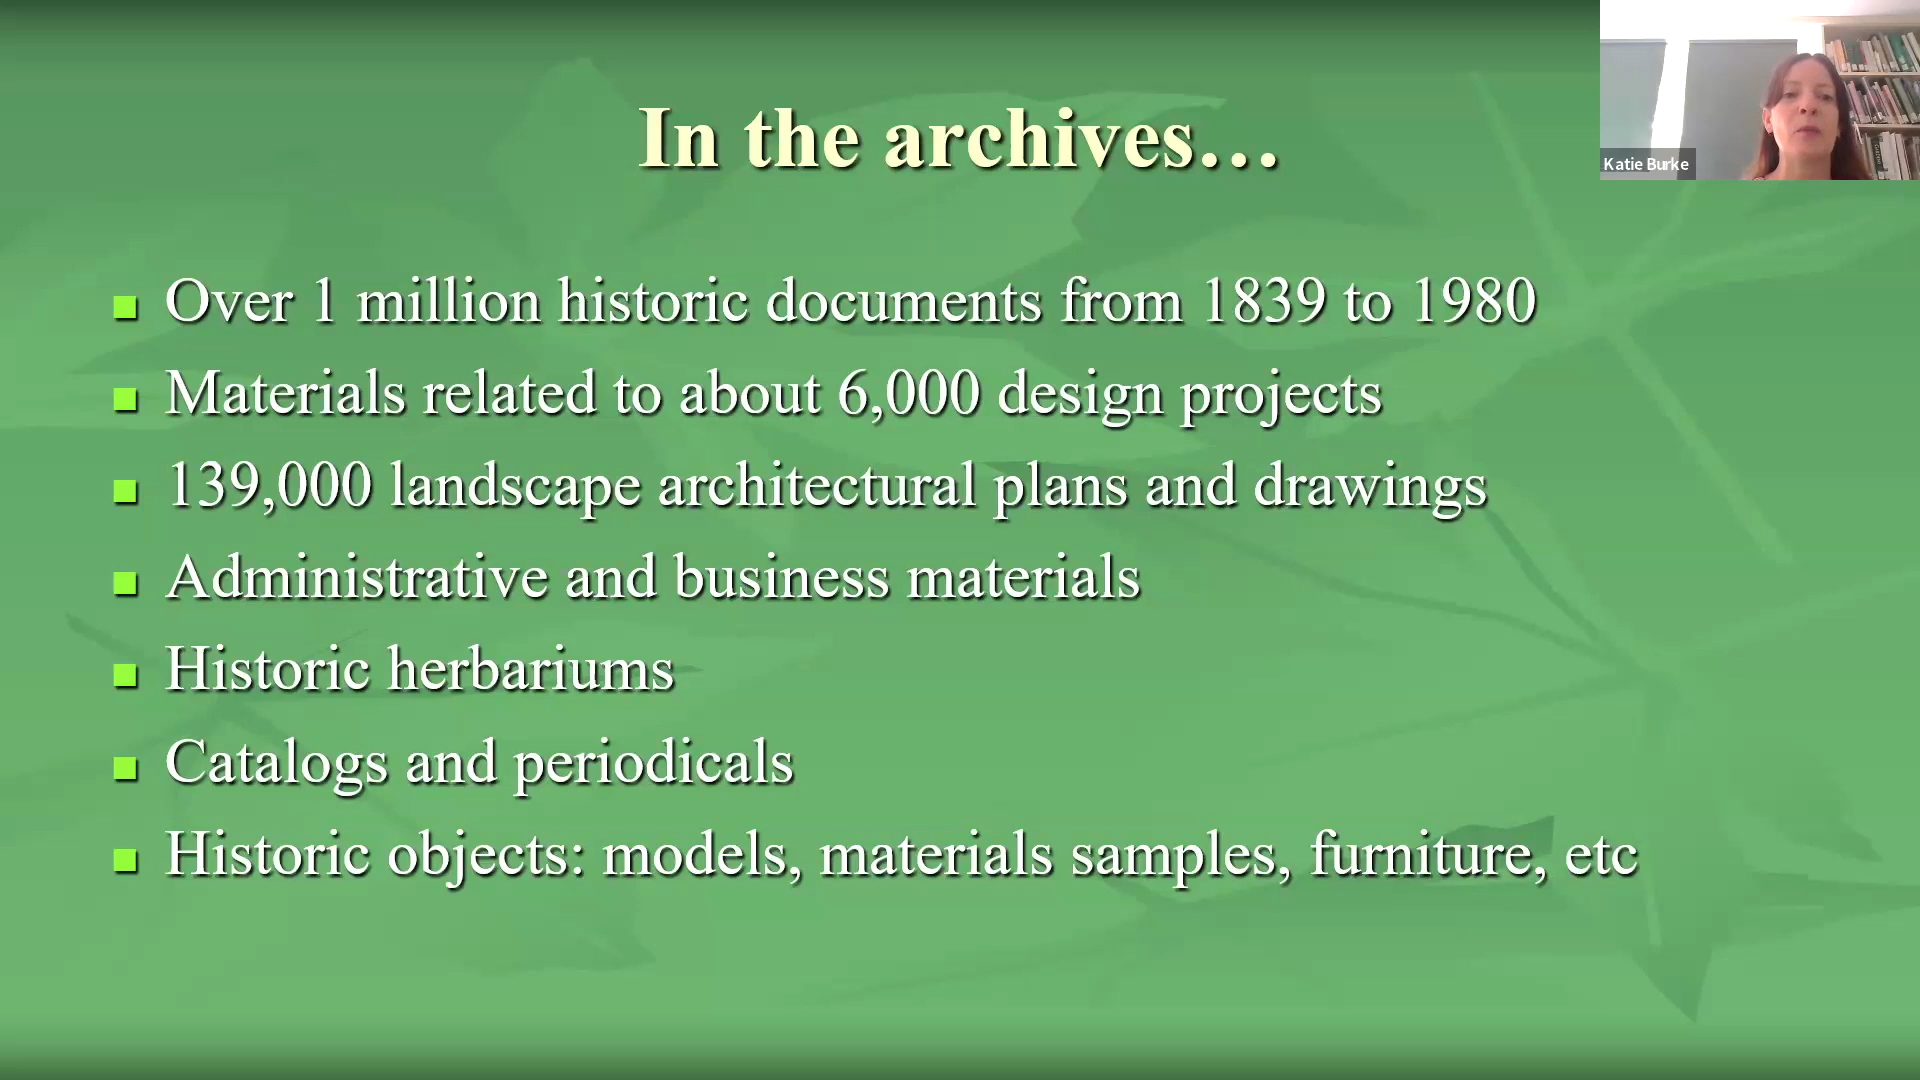 In the archives…
Katie Burke
Over 1 million historic documents from 1839 to 1980
Materials related to about 6,000 design projects
139,000 landscape architectural plans and drawings
Administrative and business materials
Historic herbariums
Catalogs and periodicals
Historic objects: models, materials samples, furniture, etc